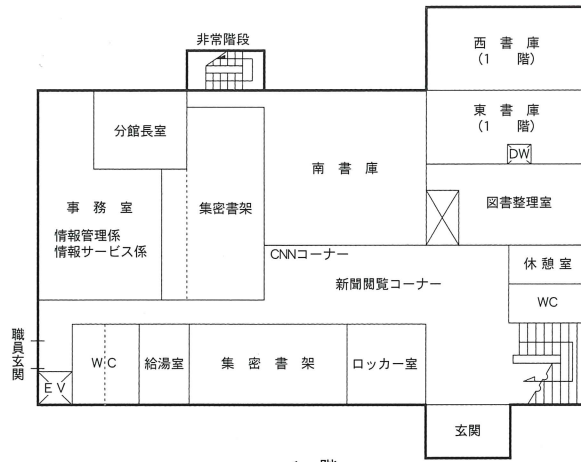 非常階段
西書庫
(1 階)
分館長室
東書庫
(1 階)
DW
南書庫
事務室
集密書架
図書整理室
情報管理係
情報サービス係
CNNコーナー
新聞閲覧コーナー
休憩室
WC
職員玄関
WC
給湯室
集密書架
ロッカー室
EV
玄関
階